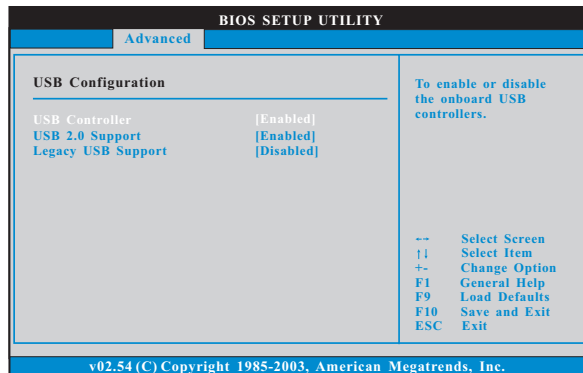 BIOS SETUP UTILITY
Advanced
USB Configuration
USB Controller [Enabled]
USB 2.0 Support [Enabled]
Legacy USB Support [Disabled]
To enable or disable
the onboard USB
controllers.
←→ Select Screen
↑↓ Select Item
+- Change Option
F1 General Help
F9 Load Defaults
F10 Save and Exit
ESC Exit
v02.54 (C) Copyright 1985-2003, American Megatrends, Inc.